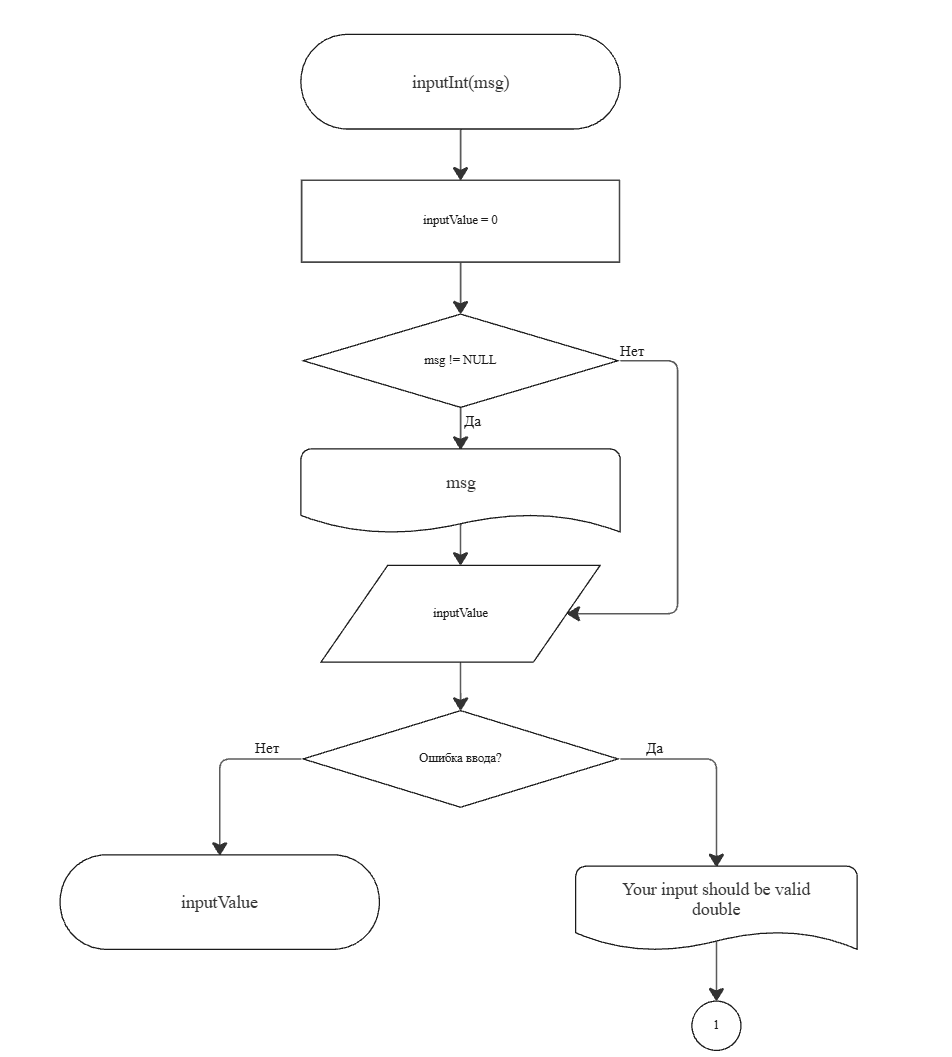 inputInt(msg)
inputValue = 0
msg != NULL
Нет
Да
msg
inputValue
Ошибка ввода?
Нет
Да
inputValue
Your input should be valid
double
1